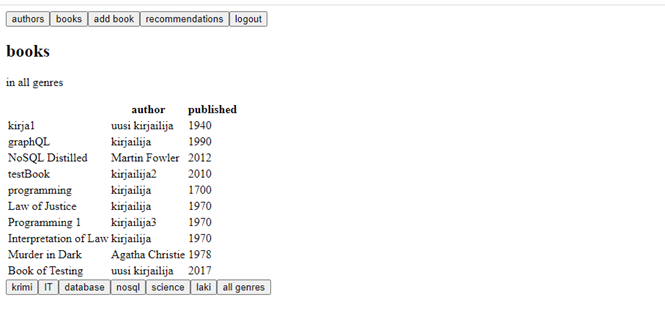 authors books add book recommendations logout
books
in all genres
author published
kirja1 uusi kirjailija 1940
graphQL kirjailija 1990
NoSQL Distilled Martin Fowler 2012
testBook kirjailija2 2010
programming kirjailija 1700
Law of Justice kirjailija 1970
Programming 1 kirjailija3 1970
Interpretation of Law kirjailija 1970
Murder in Dark Agatha Christie 1978
Book of Testing uusi kirjailija 2017
krimi IT database nosql science laki all genres